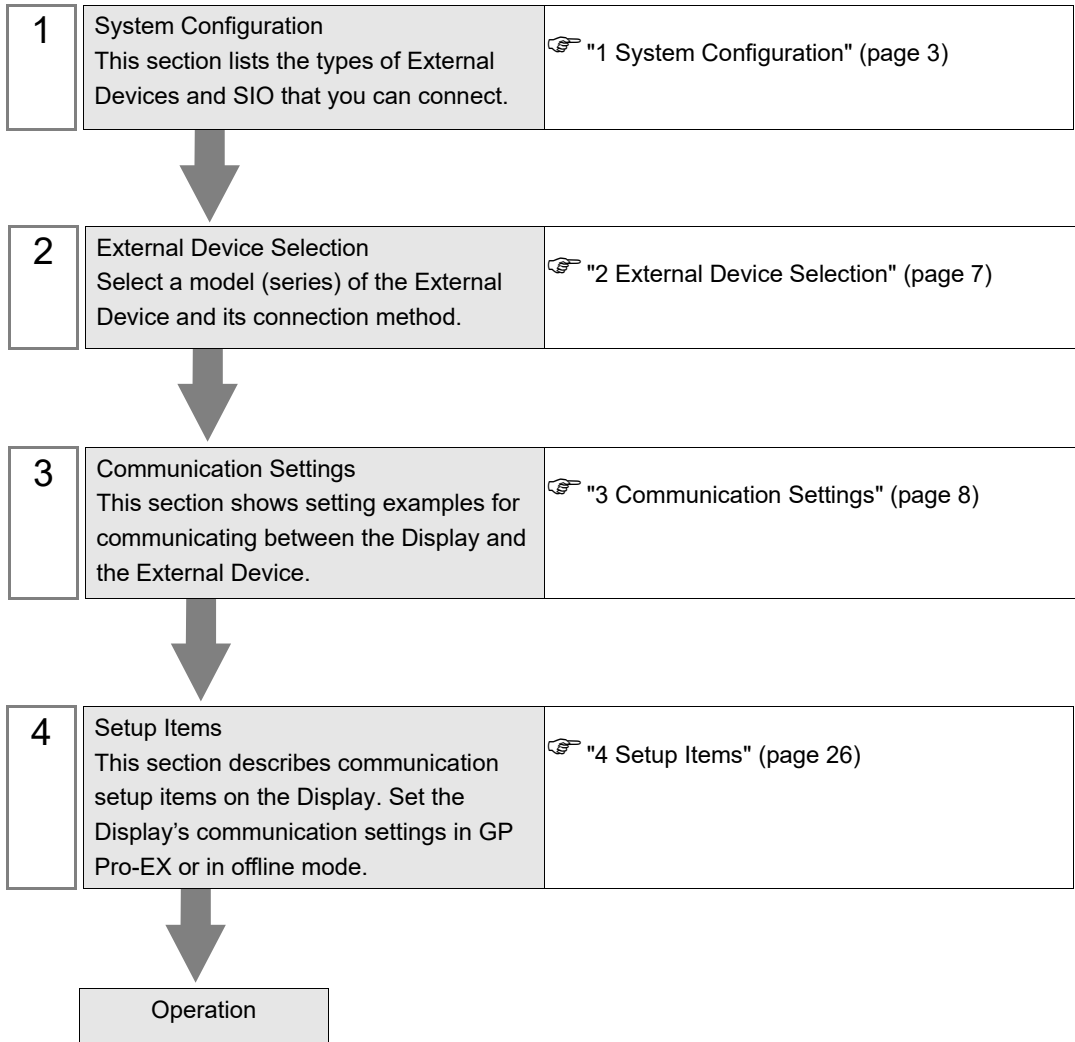 1
System Configuration
This section lists the types of External
Devices and SIO that you can connect.
"1 System Configuration" (page 3)
2
External Device Selection
Select a model (series) of the External
Device and its connection method.
"2 External Device Selection" (page 7)
3
Communication Settings
This section shows setting examples for
communicating between the Display and
the External Device.
"3 Communication Settings" (page 8)
4
Setup Items
This section describes communication
setup items on the Display. Set the
Display’s communication settings in GP
Pro-EX or in offline mode.
"4 Setup Items" (page 26)
Operation